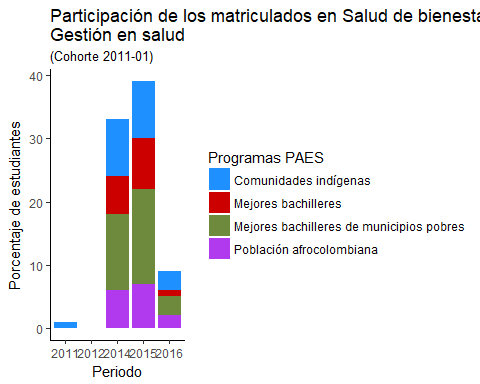 Participación de los matriculados en Salud de bienesta
Gestión en salud
(Cohorte 2011-01)
Porcentaje de estudiantes
40
30
20
10
0
2011 2012 2014 2015 2016
Periodo
Programas PAES
Comunidades indígenas
Mejores bachilleres
Mejores bachilleres de municipios pobres
Población afrocolombiana